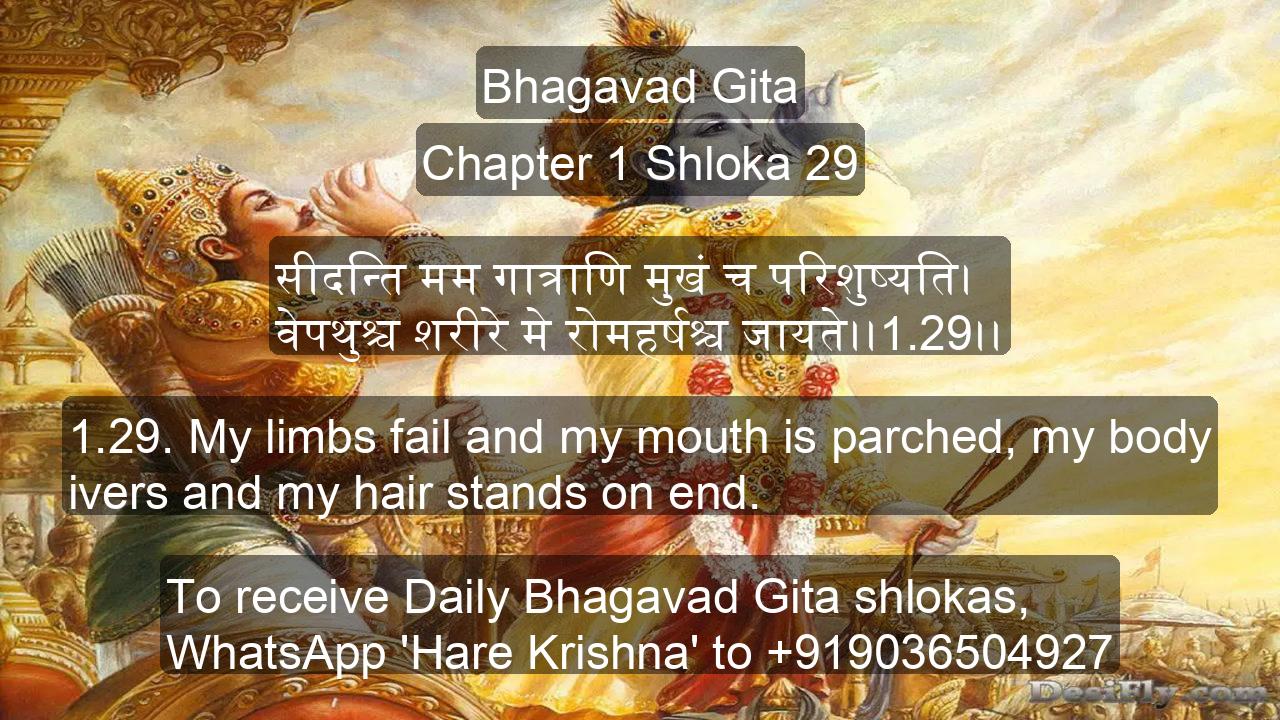 Bhagavad Gita
Chapter 1 Shloka 29
सीदन्ति मम गात्राणि मुखं च परिशुष्यति।
वेपथुश्च शरीरे मे रोमहर्षश्च जायते।।1.29।।
1.29. My limbs fail and my mouth is parched, my body
ivers and my hair stands on end.
To receive Daily Bhagavad Gita shlokas,
WhatsApp 'Hare Krishna' to +919036504927
DesiFly.com